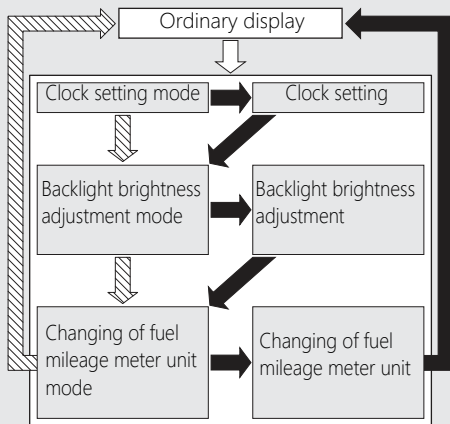 Ordinary display
Clock setting mode
Clock setting
Backlight brightness
adjustment mode
Backlight brightness
adjustment
Changing of fuel
mileage meter unit
mode
Changing of fuel
mileage meter unit